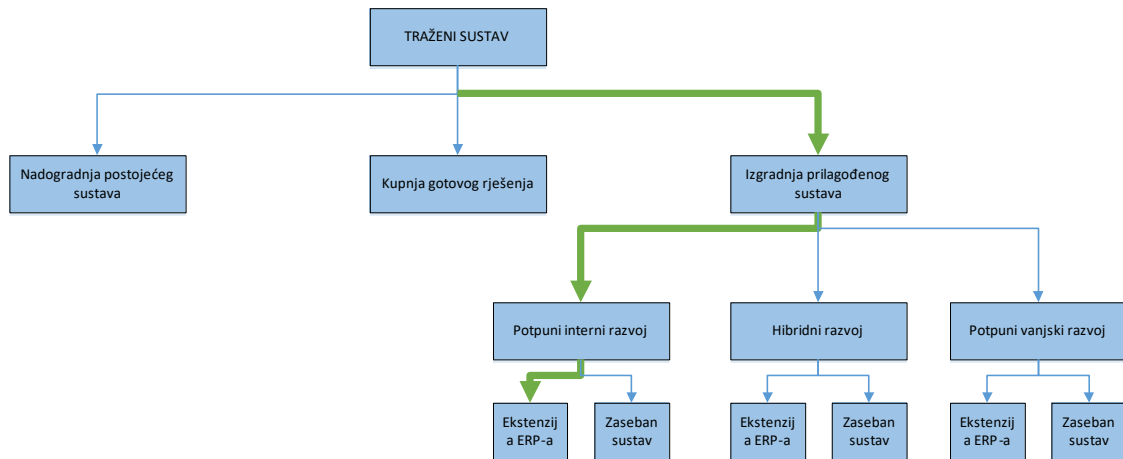 TRAŽENI SUSTAV
Nadogradnja postojećeg
sustava
Kupnja gotovog rješenja
Izgradnja prilagođenog
sustava
Potpuni interni razvoj
Hibridni razvoj
Potpuni vanjski razvoj
Ekstenzij
a ERP-a
Zaseban
sustav
Ekstenzij
a ERP-a
Zaseban
sustav
Ekstenzij
a ERP-a
Zaseban
sustav